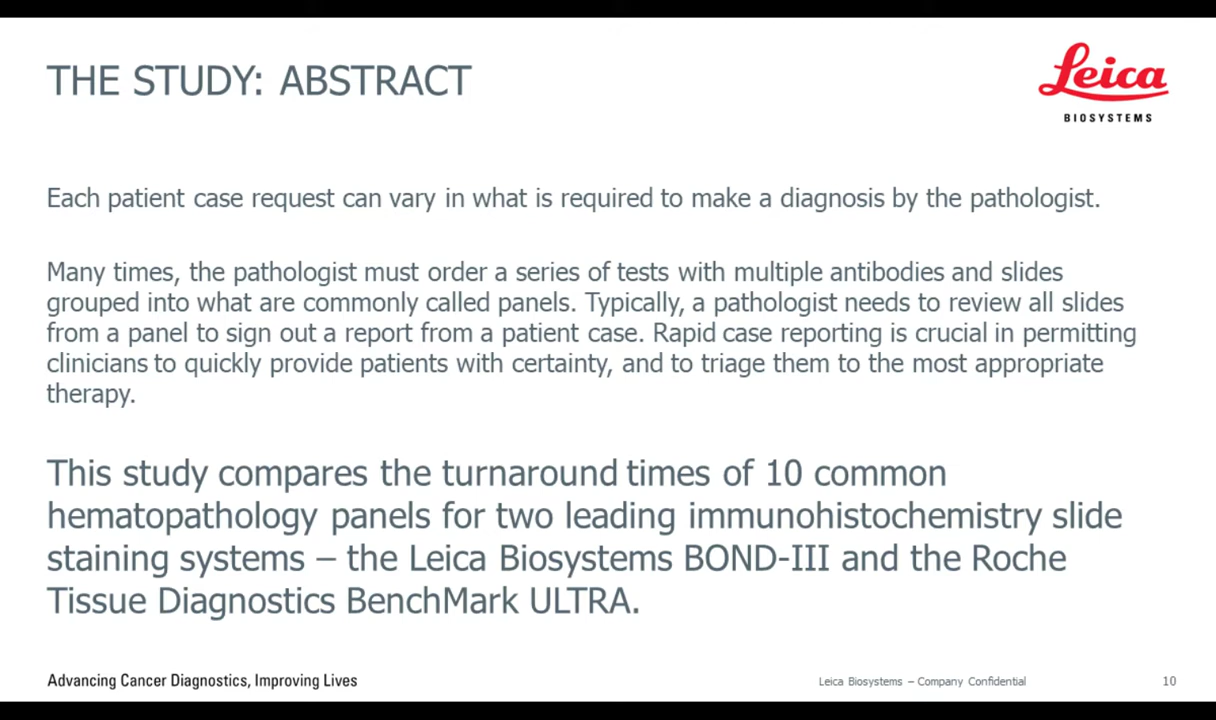 THE STUDY: ABSTRACT
Leica
BIOSYSTEMS
Each patient case request can vary in what is required to make a diagnosis by the pathologist.
Many times, the pathologist must order a series of tests with multiple antibodies and slides
grouped into what are commonly called panels. Typically, a pathologist needs to review all slides
from a panel to sign out a report from a patient case. Rapid case reporting is crucial in permitting
clinicians to quickly provide patients with certainty, and to triage them to the most appropriate
therapy.
This study compares the turnaround times of 10 common
hematopathology panels for two leading immunohistochemistry slide
staining systems – the Leica Biosystems BOND-III and the Roche
Tissue Diagnostics BenchMark ULTRA.
Advancing Cancer Diagnostics, Improving Lives
Leica Biosystems – Company Confidential
10